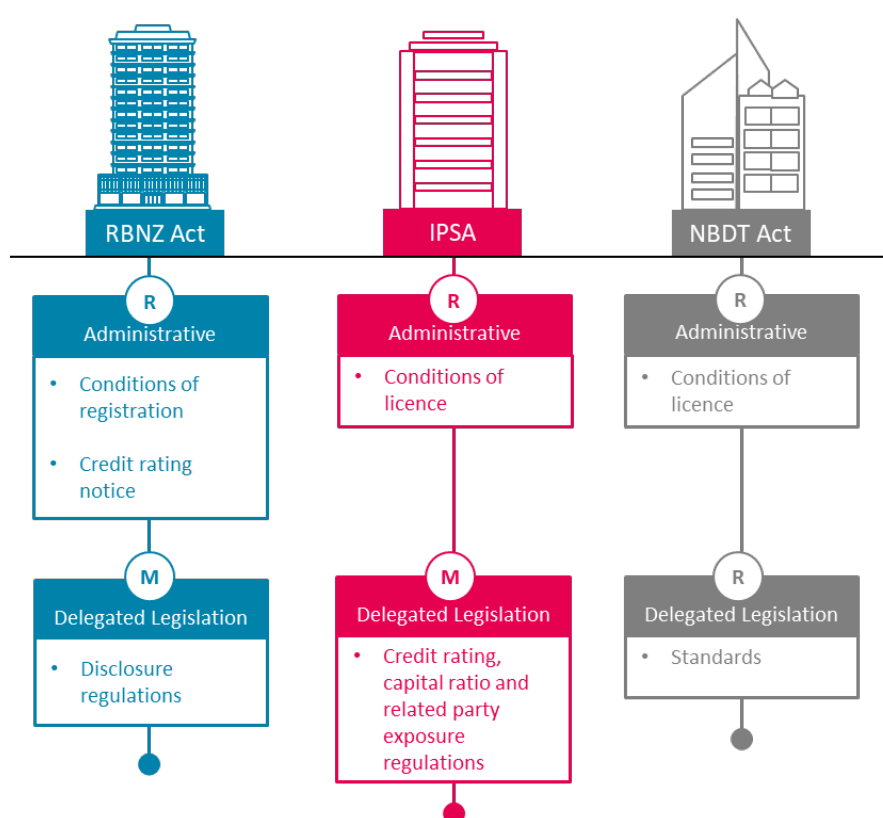 RBNZ Act
R
Administrative
• Conditions of
registration
• Credit rating
notice
M
Delegated Legislation
• Disclosure
regulations
IPSA
R
Administrative
• Conditions of
licence
M
Delegated Legislation
• Credit rating,
capital ratio and
related party
exposure
regulations
NBDT Act
R
Administrative
• Conditions of
licence
R
Delegated Legislation
• Standards